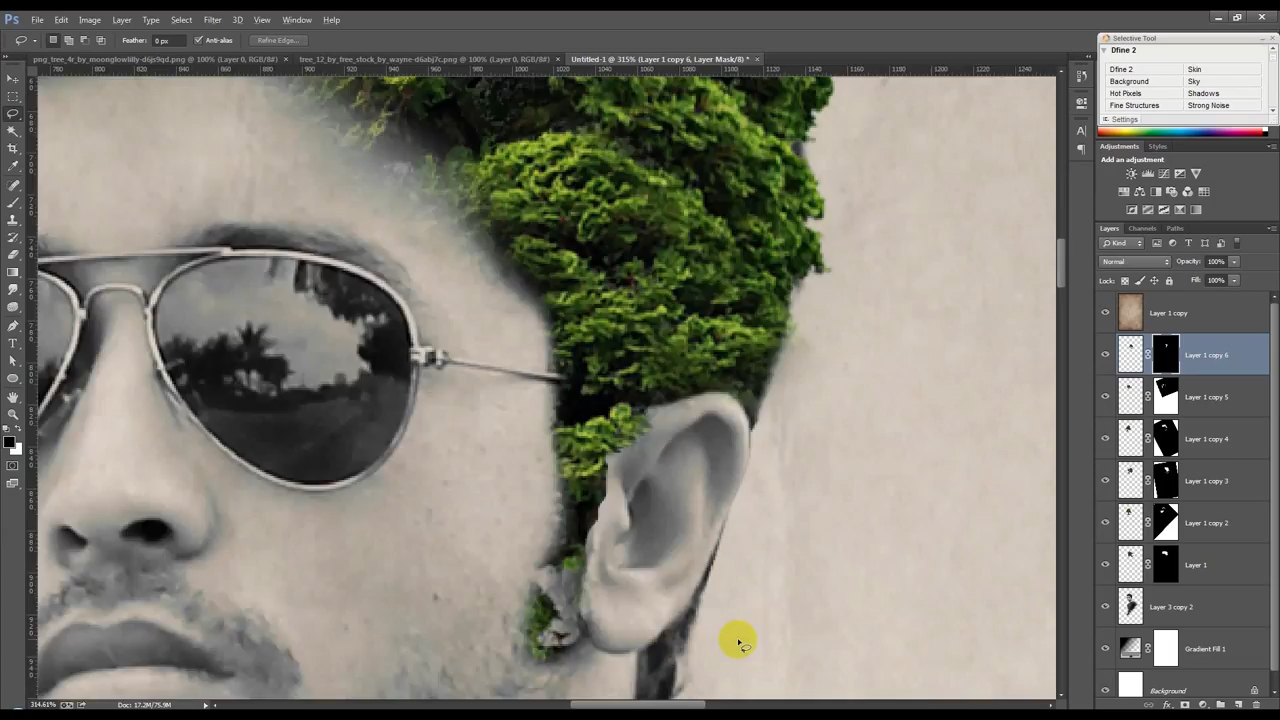 Ps File Edit Image Layer Type Select Filter 3D View Window Help
Feather: 0 px Anti-alias Refine Edge...
png_tree_4r_by_moonglowlilly-d6js9qd.png @ 100% (Layer 0, RGB/8#) × tree_12_by_free_stock_by_wayne-d6abj7c.png @ 100% (Layer 0, RGB/8#) × Untitled-1 @ 315% (Layer 1 copy 6, Layer Mask/8) * ×
Selective Tool
Dfine 2
Dfine 2 Skin
Background Sky
Hot Pixels Shadows
Fine Structures Strong Noise
Settings
Adjustments Styles
Add an adjustment
Layers Channels Paths
Kind
Normal Opacity: 100%
Lock: Fill: 100%
Layer 1 copy
Layer 1 copy 6
Layer 1 copy 5
Layer 1 copy 4
Layer 1 copy 3
Layer 1 copy 2
Layer 1
Layer 3 copy 2
Gradient Fill 1
Background
314.61% Doc: 17.2M/75.9M